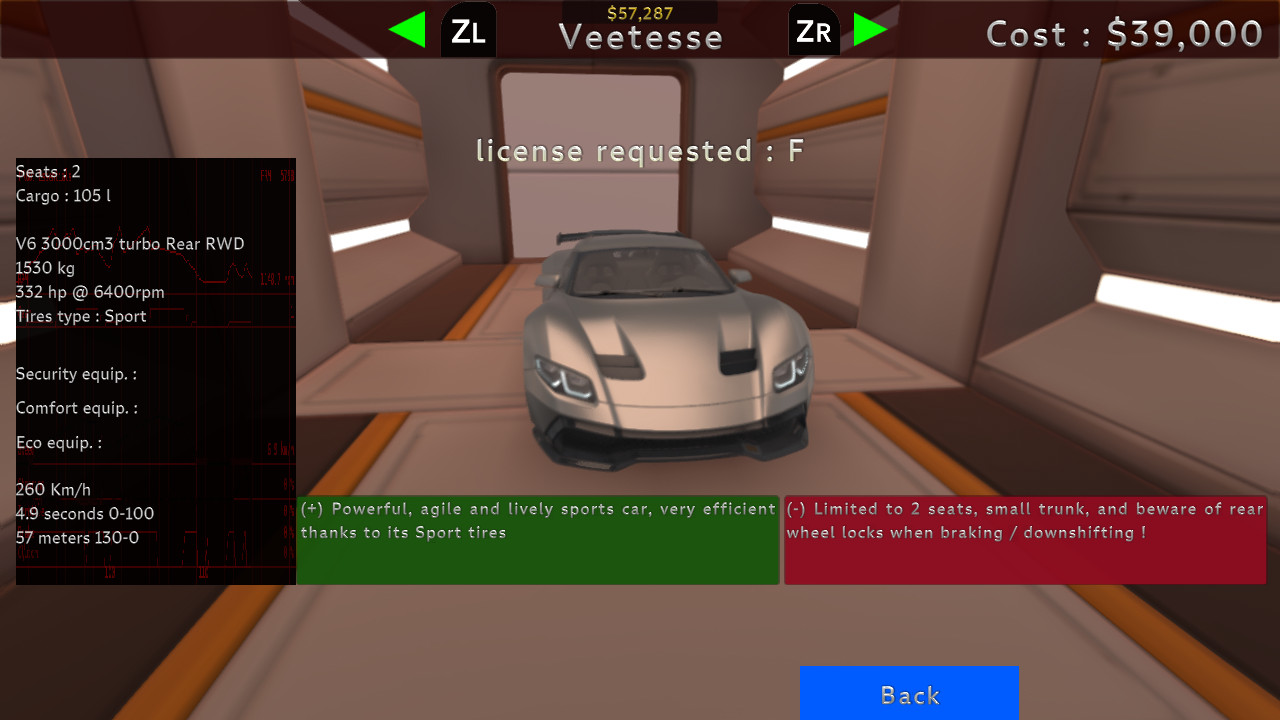 $57,287
ZL Veetesse ZR Cost : $39,000
license requested : F
Seats : 2
Cargo : 105 l
V6 3000cm3 turbo Rear RWD
1530 kg
332 hp @ 6400rpm
Tires type : Sport
Security equip. :
Comfort equip. :
Eco equip. :
260 Km/h
4.9 seconds 0-100
57 meters 130-0
(+) Powerful, agile and lively sports car, very efficient
thanks to its Sport tires
(-) Limited to 2 seats, small trunk, and beware of rear
wheel locks when braking / downshifting !
Back